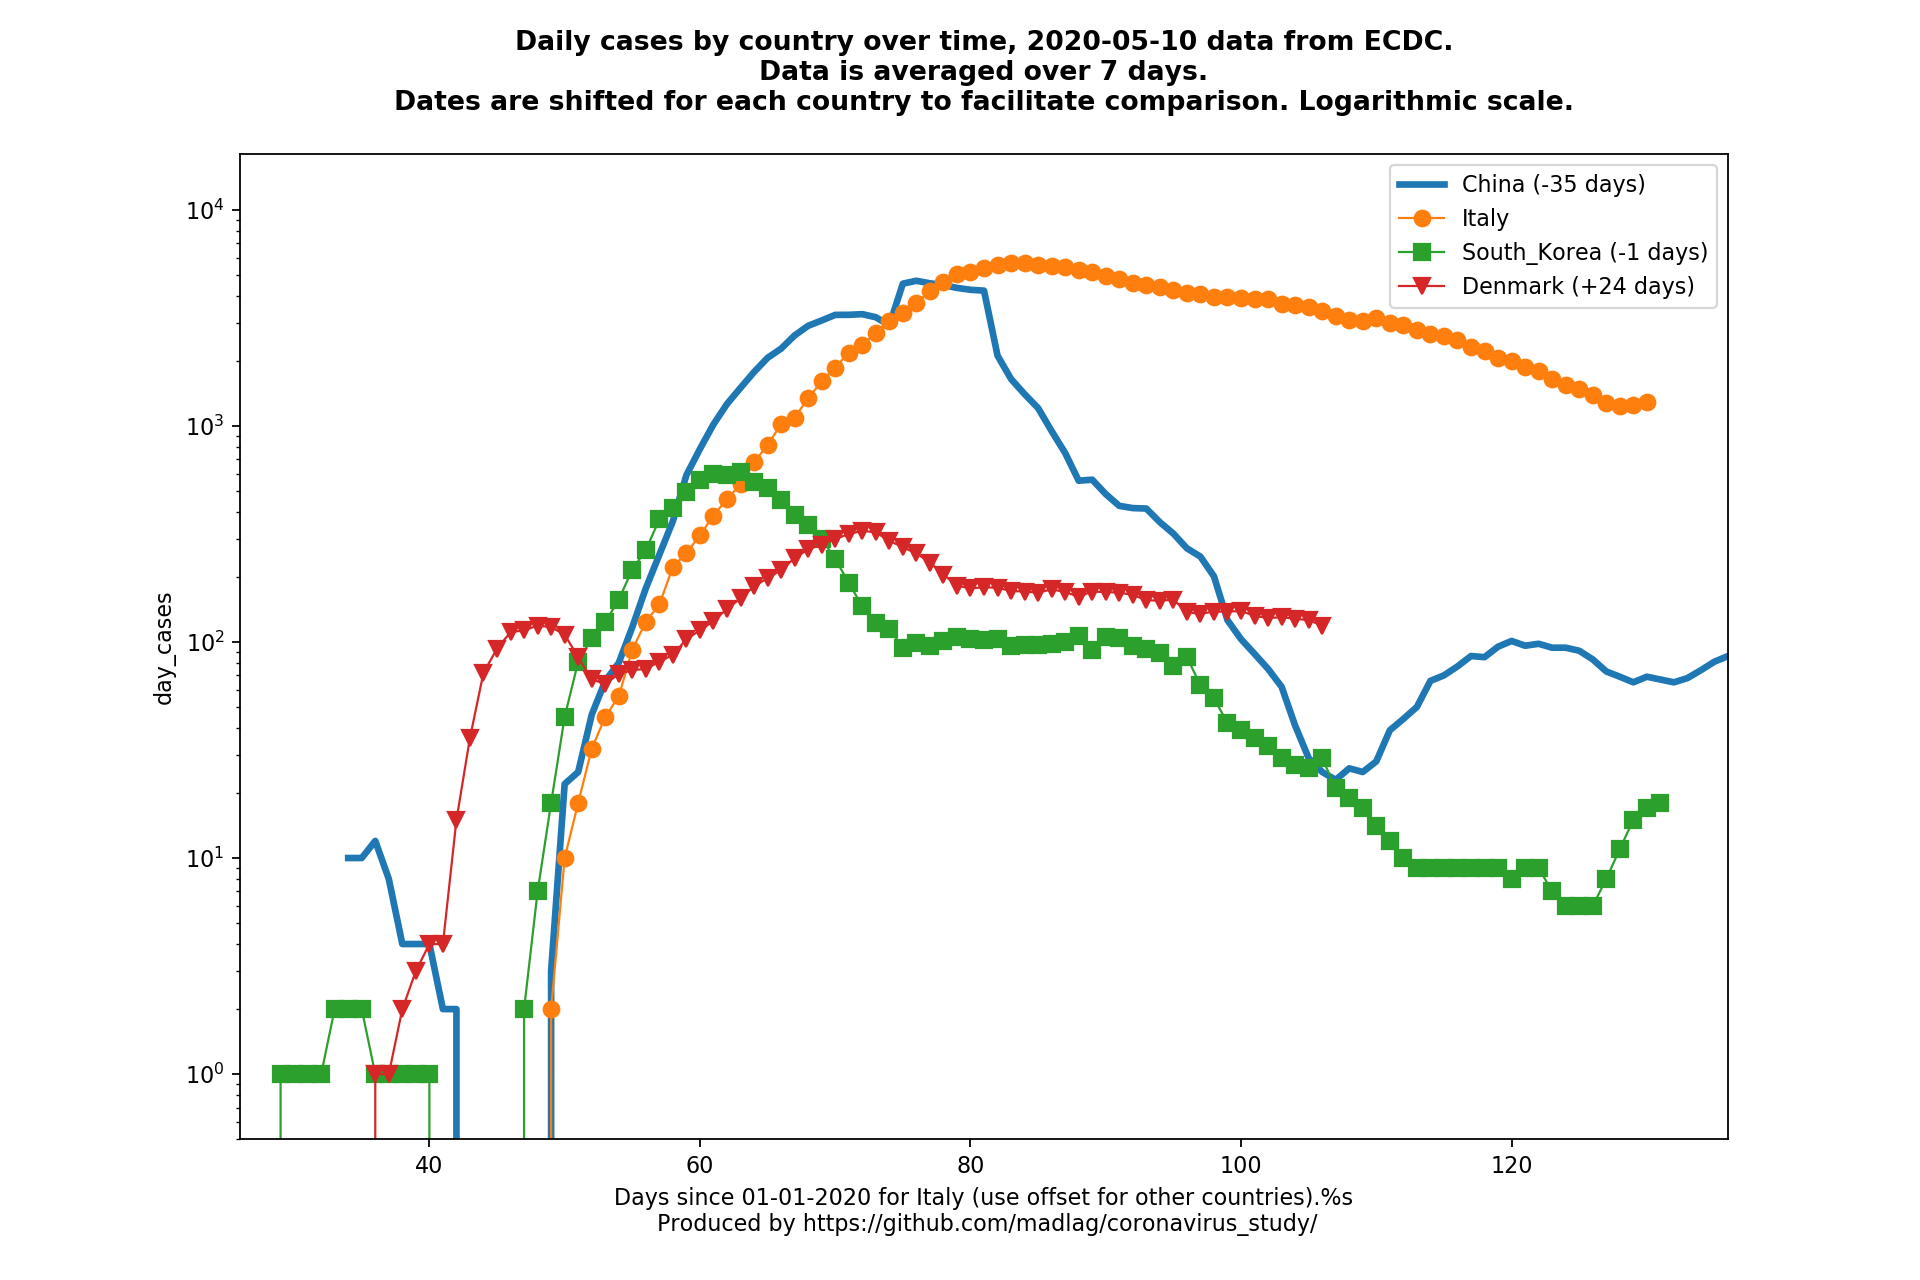 Daily cases by country over time, 2020-05-10 data from ECDC.
Data is averaged over 7 days.
Dates are shifted for each country to facilitate comparison. Logarithmic scale.
China (-35 days)
Italy
South_Korea (-1 days)
Denmark (+24 days)
day_cases
10⁴
10³
10²
10¹
10⁰
40 60 80 100 120
Days since 01-01-2020 for Italy (use offset for other countries).%s
Produced by https://github.com/madlag/coronavirus_study/